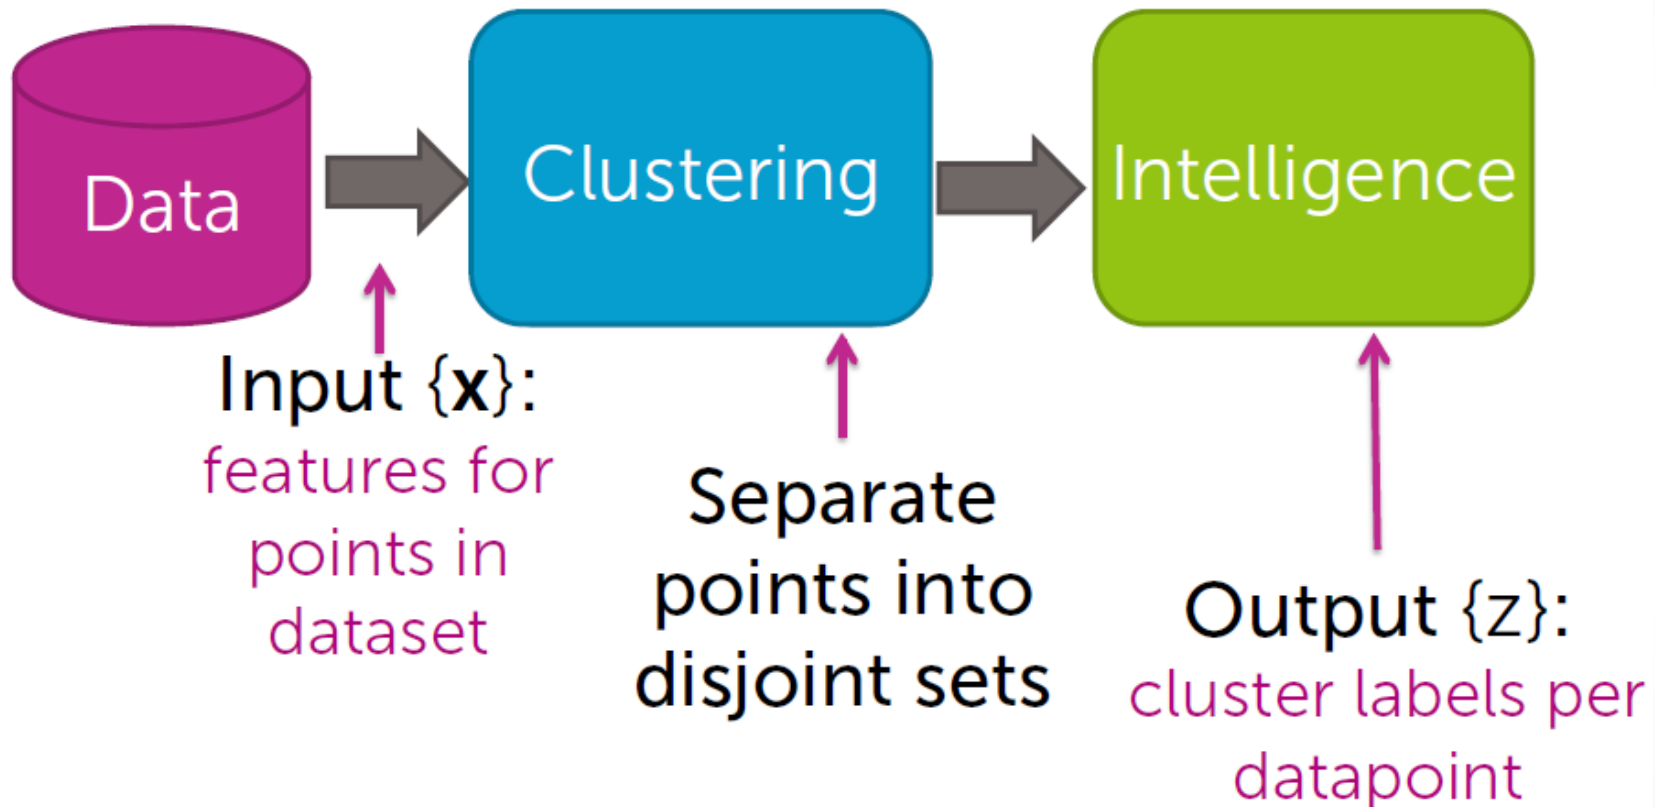 Data
Clustering
Intelligence
Input {x}:
features for
points in
dataset
Separate
points into
disjoint sets
Output {z}:
cluster labels per
datapoint